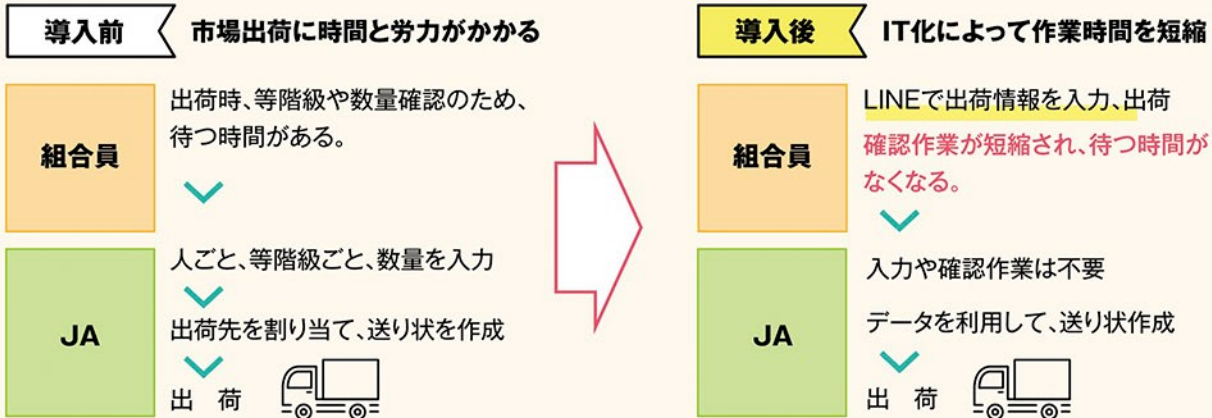 導入前
市場出荷に時間と労力がかかる
組合員
出荷時、等階級や数量確認のため、
待つ時間がある。
JA
人ごと、等階級ごと、数量を入力
出荷先を割り当て、送り状を作成
出 荷
導入後
IT化によって作業時間を短縮
組合員
LINEで出荷情報を入力、出荷
確認作業が短縮され、待つ時間が
なくなる。
JA
入力や確認作業は不要
データを利用して、送り状作成
出 荷